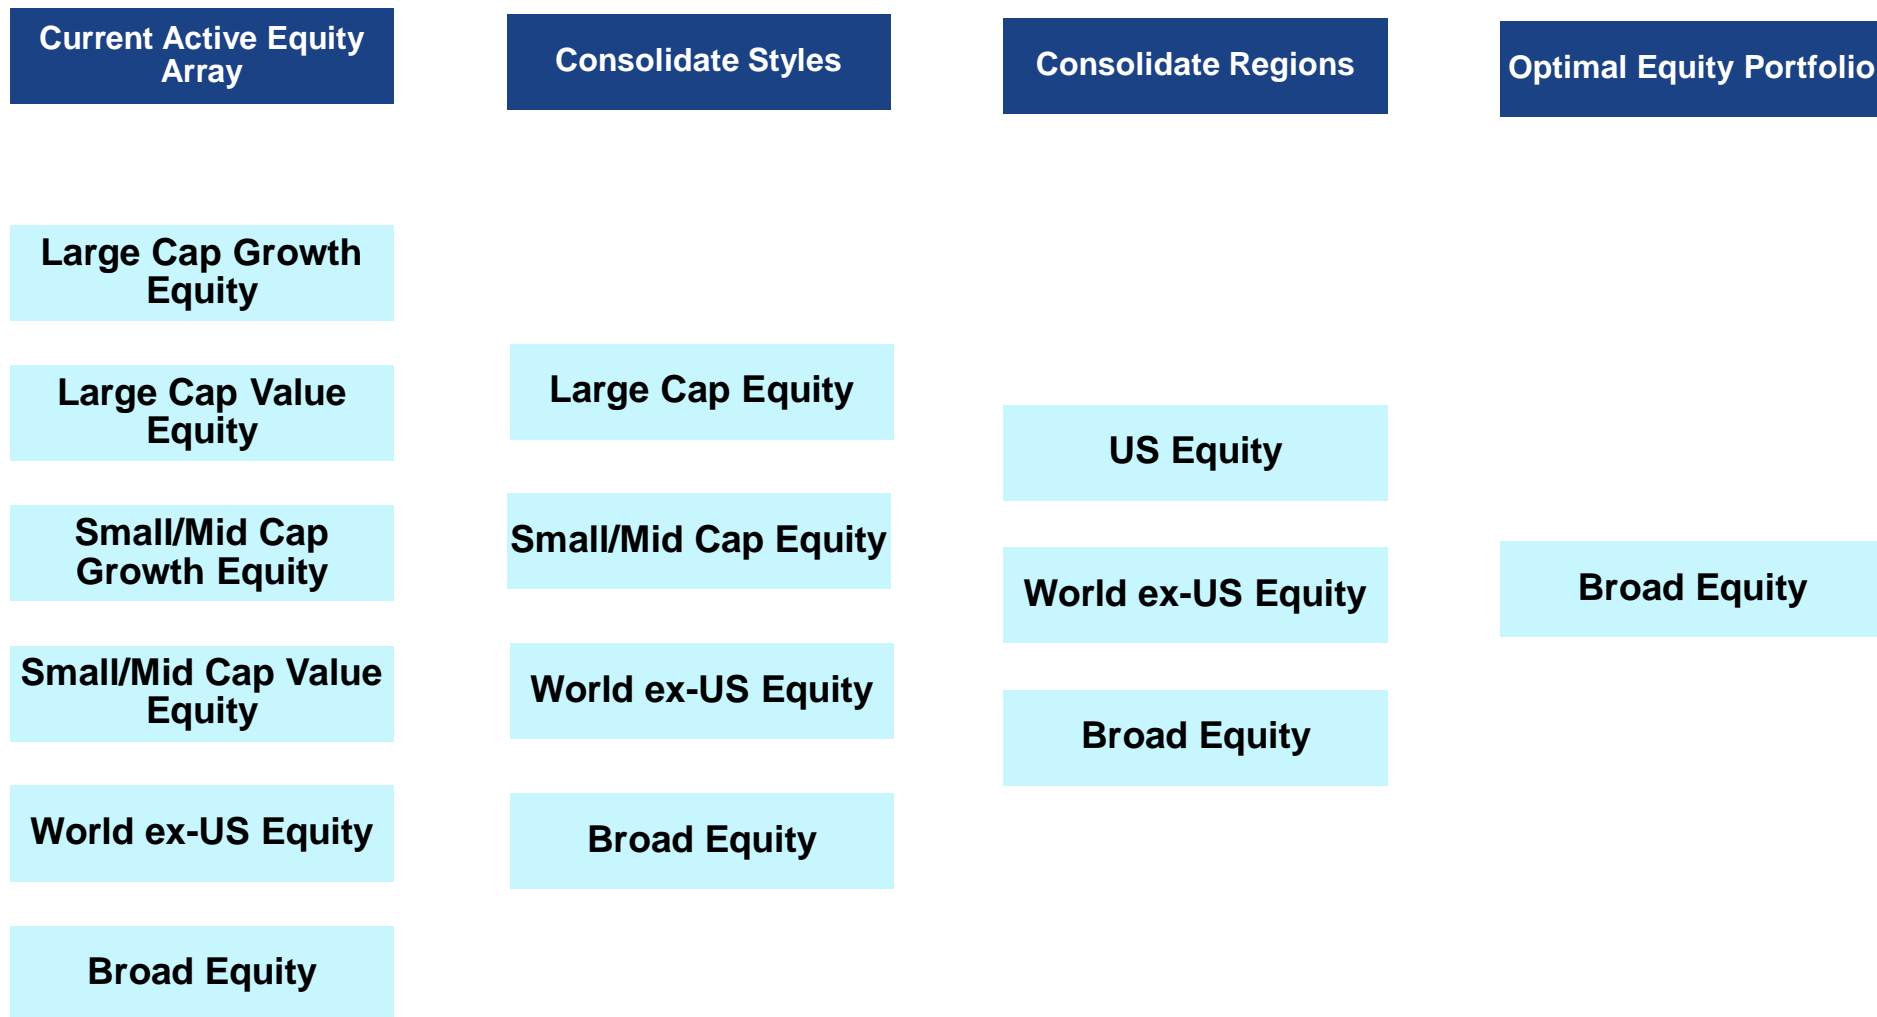 Current Active Equity
Array
Consolidate Styles
Consolidate Regions
Optimal Equity Portfolio
Large Cap Growth
Equity
Large Cap Value
Equity
Small/Mid Cap
Growth Equity
Small/Mid Cap Value
Equity
World ex-US Equity
Broad Equity
Large Cap Equity
Small/Mid Cap Equity
World ex-US Equity
Broad Equity
US Equity
World ex-US Equity
Broad Equity
Broad Equity